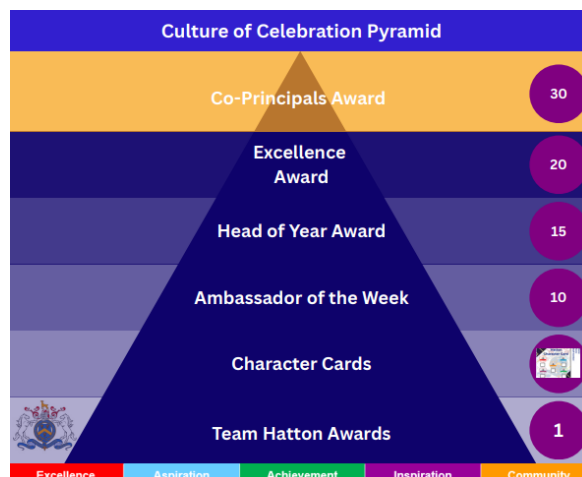 Culture of Celebration Pyramid
Co-Principals Award
30
Excellence
Award
20
Head of Year Award
15
Ambassador of the Week
10
Character Cards
Team Hatton Awards
1
Excellence
Aspiration
Achievement
Inspiration
Community